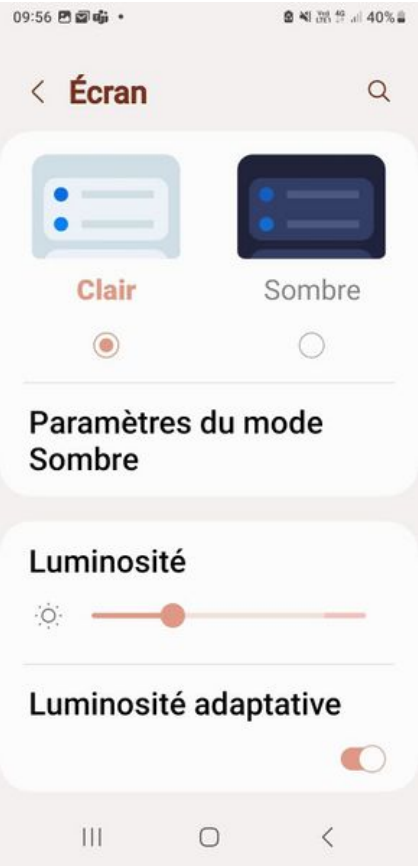 09:56 40%
Écran
Clair Sombre
Paramètres du mode
Sombre
Luminosité
Luminosité adaptative